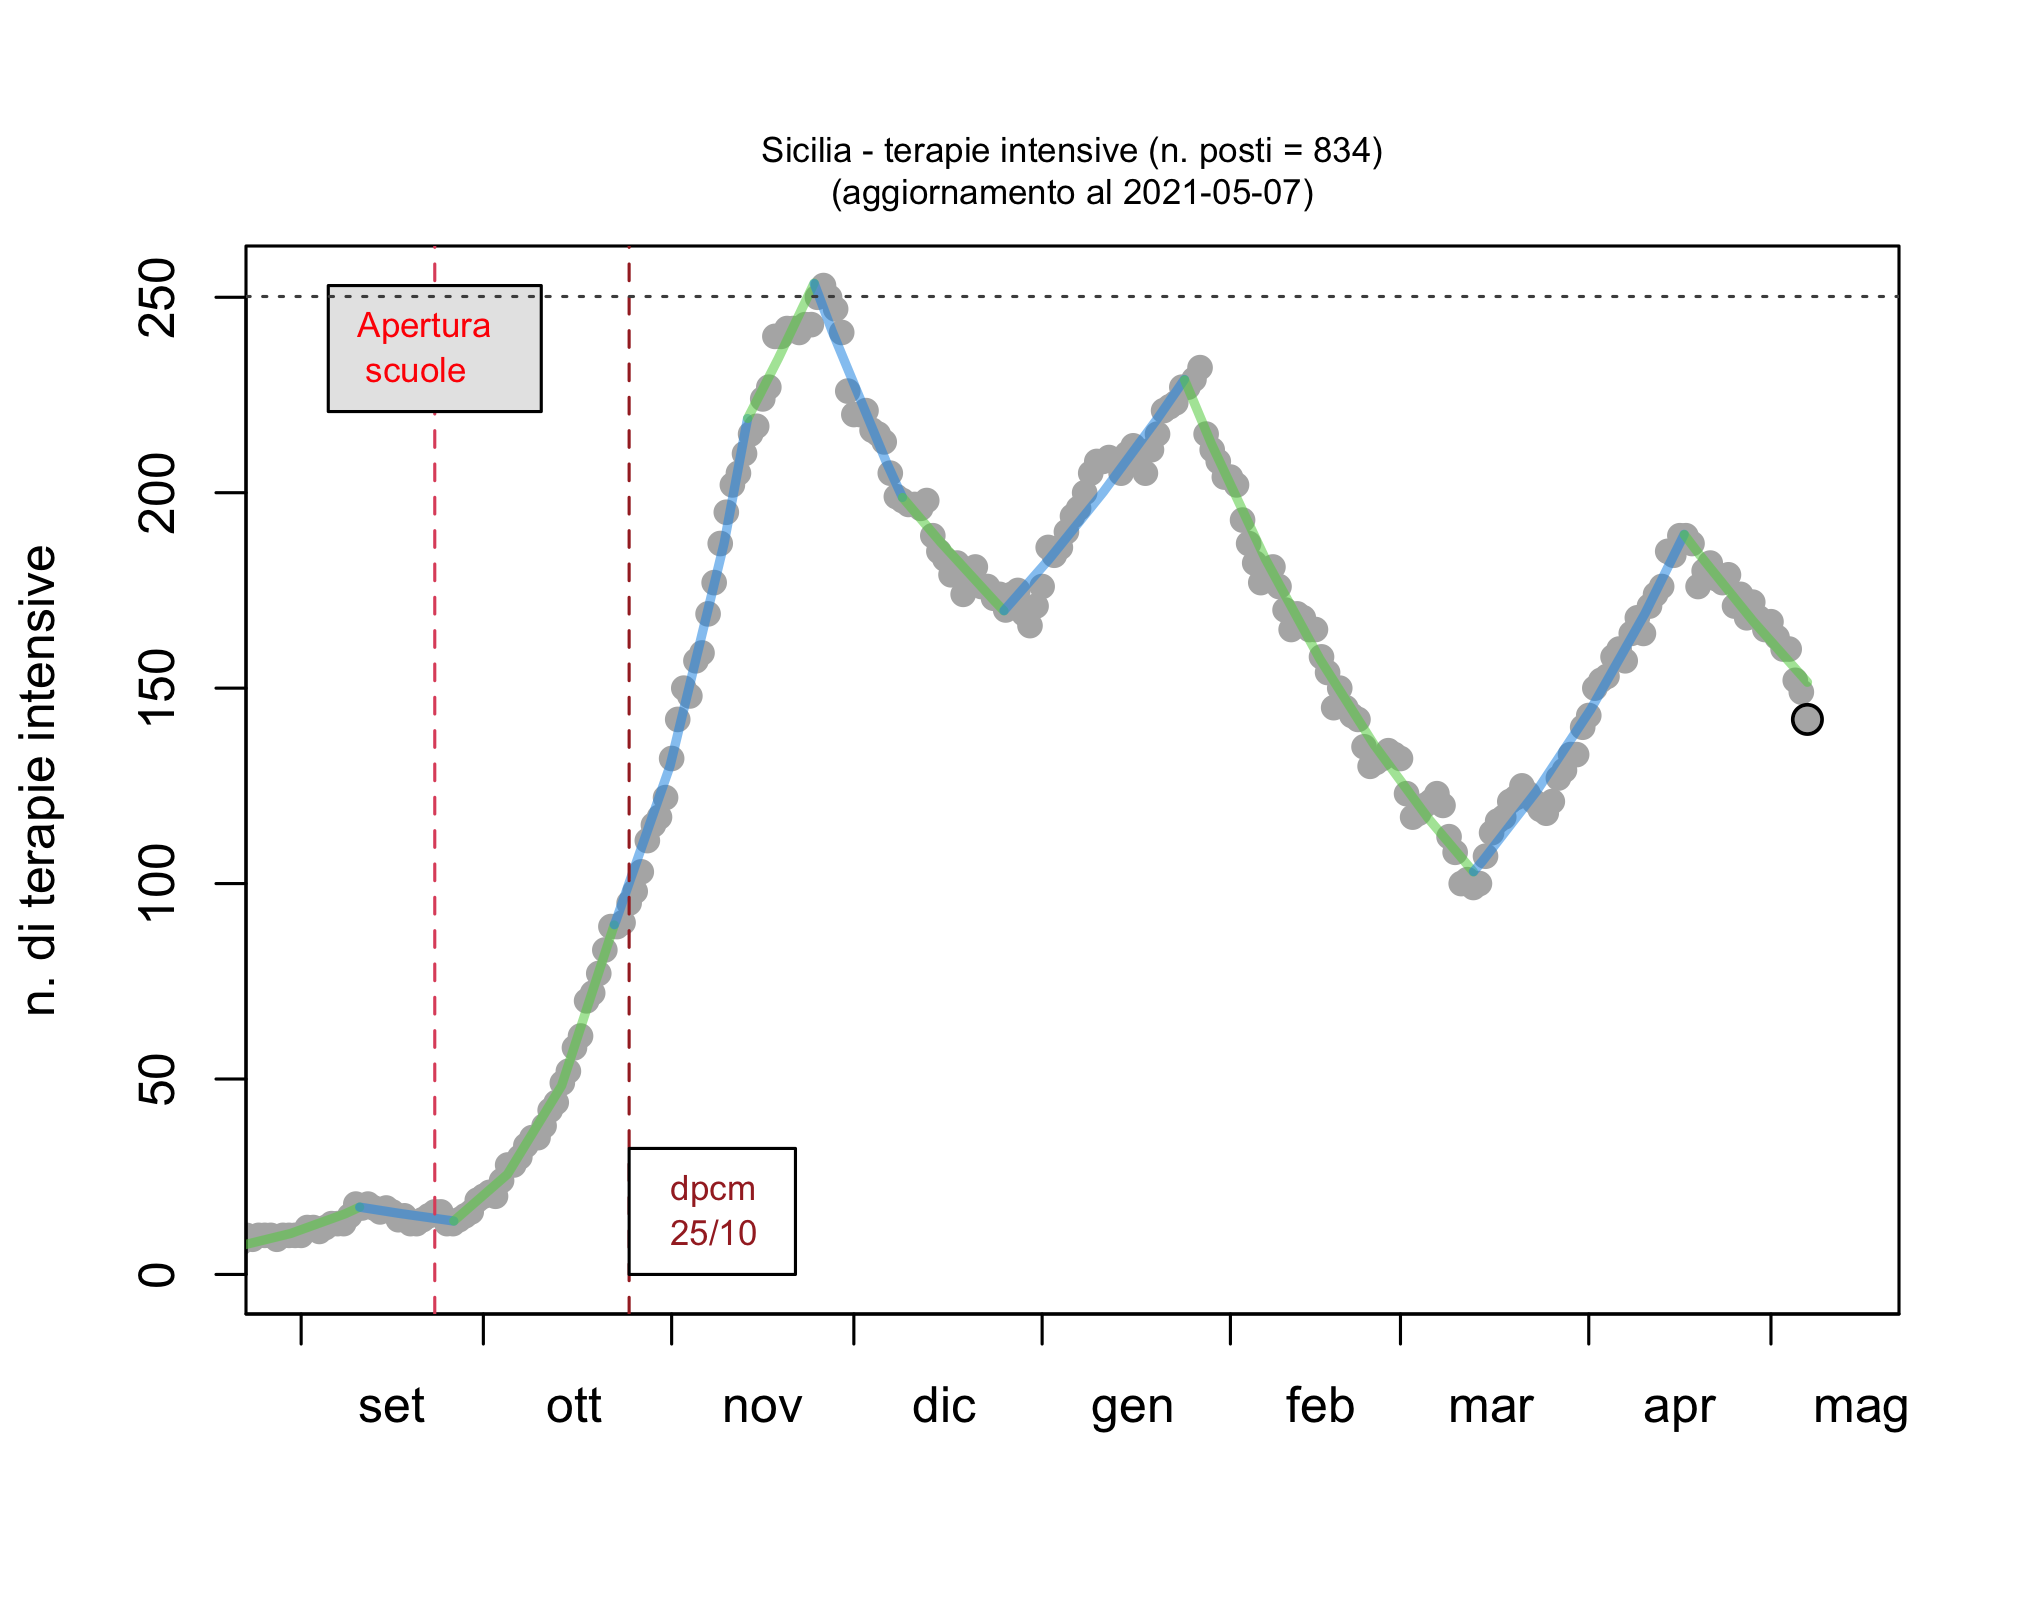 Sicilia - terapie intensive (n. posti = 834)
(aggiornamento al 2021-05-07)
n. di terapie intensive
250
200
150
100
50
0
Apertura
scuole
dpcm
25/10
set ott nov dic gen feb mar apr mag